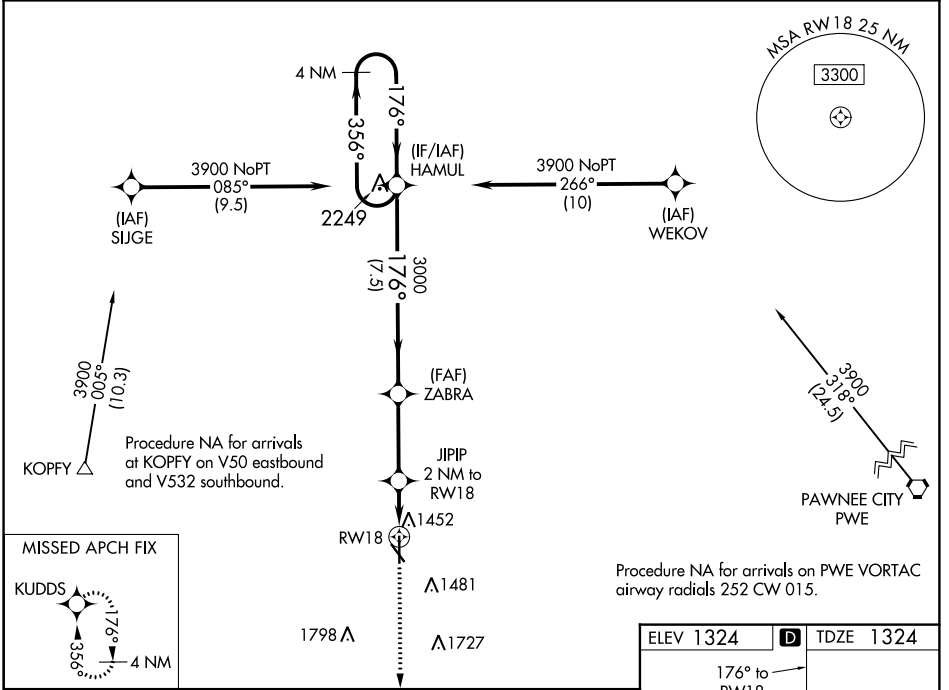 MSA RW18 25 NM
3300
4 NM
176°
356°
(IF/IAF)
HAMUL
2249
3900 NoPT
085°
(9.5)
(IAF)
SIJGE
3900 NoPT
266°
(10)
(IAF)
WEKOV
3000
176°
(7.5)
(FAF)
ZABRA
3900
005°
(10.3)
KOPFY
Procedure NA for arrivals
at KOPFY on V50 eastbound
and V532 southbound.
3900
318°
(24.5)
PAWNEE CITY
PWE
JIPIP
2 NM to
RW18
1452
RW18
1481
1798
1727
MISSED APCH FIX
KUDDS
176°
356°
4 NM
Procedure NA for arrivals on PWE VORTAC
airway radials 252 CW 015.
ELEV 1324 D TDZE 1324
176° to
RW18